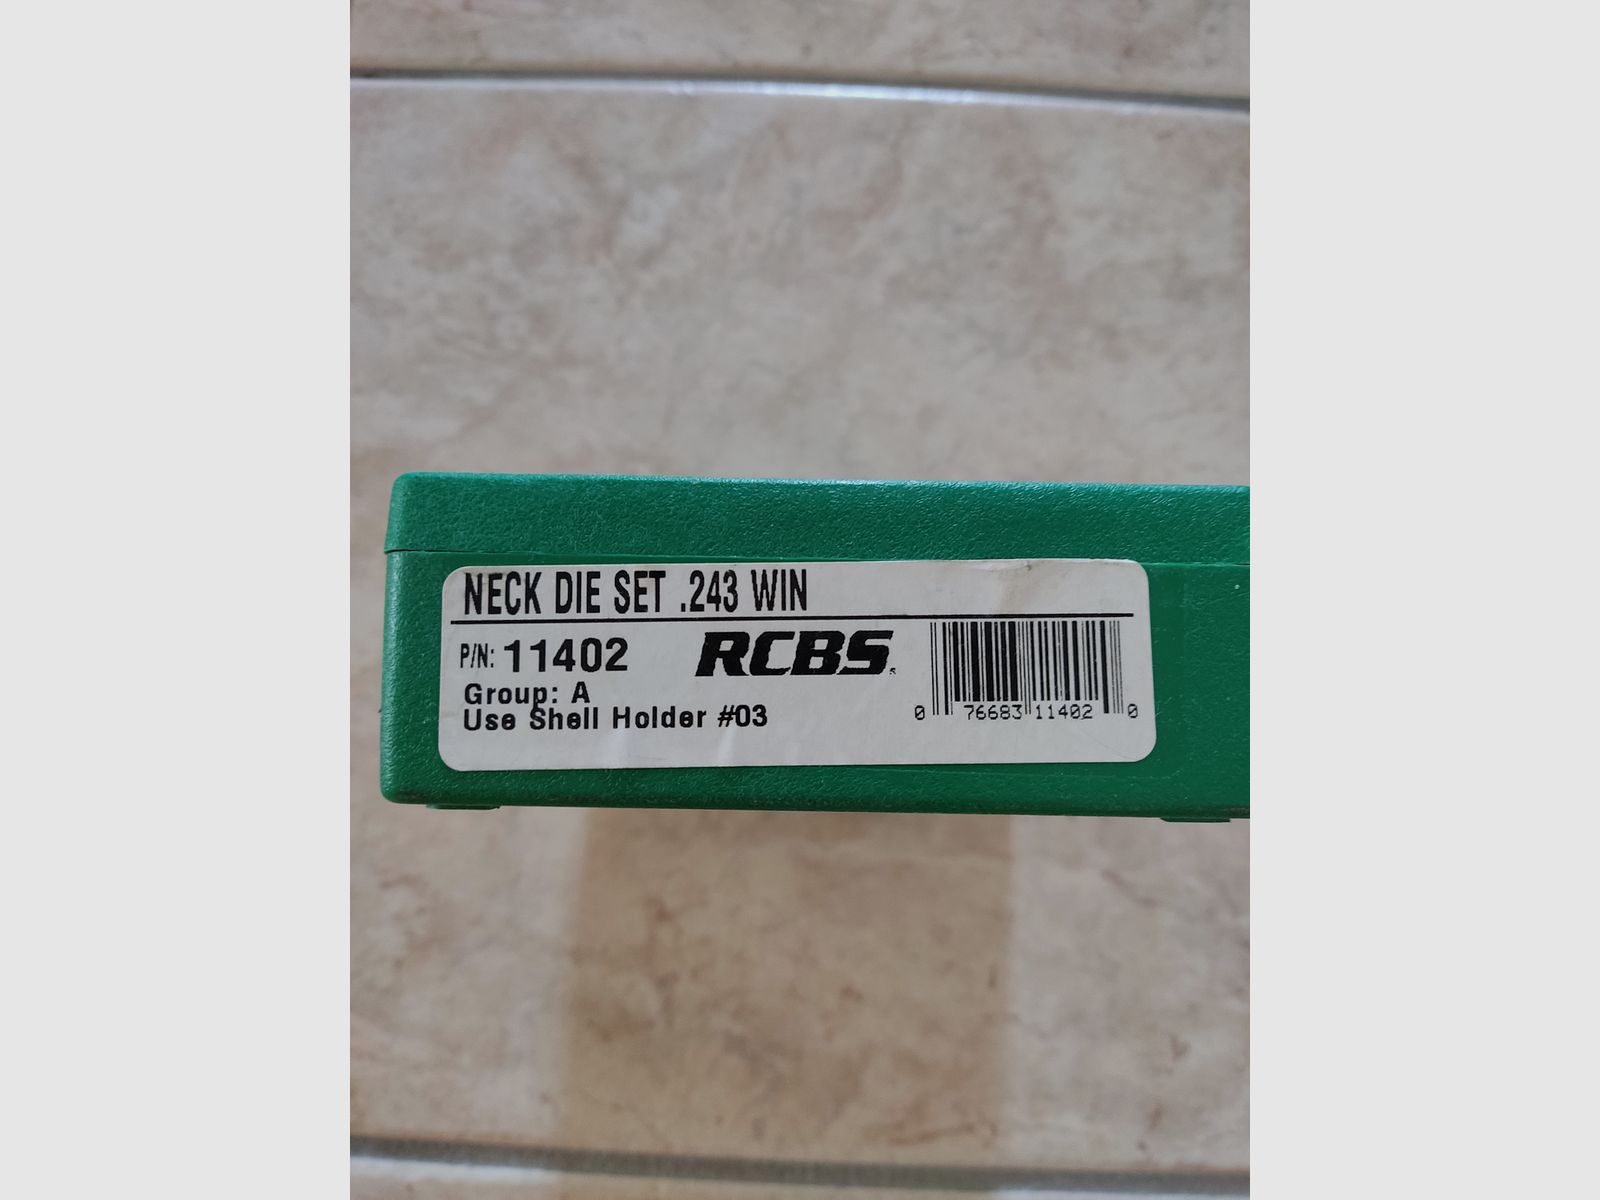 NECK DIE SET .243 WIN
P/N: 11402
RCBS
Group: A
Use Shell Holder #03
0 76683 11402 0